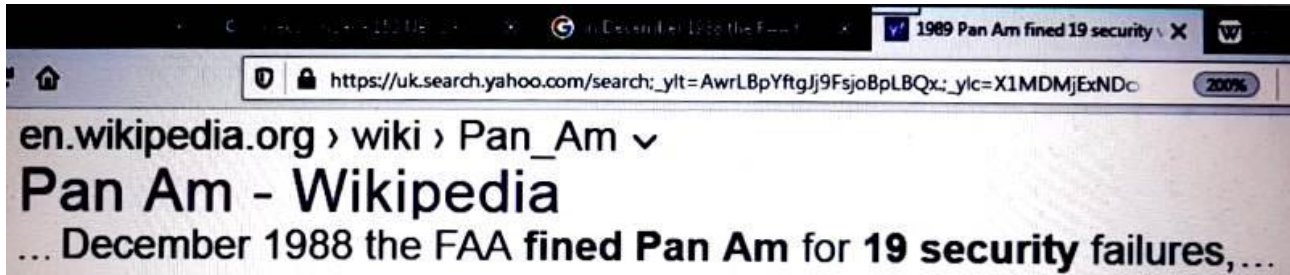 1989 Pan Am fined 19 security
https://uk.search.yahoo.com/search;_ylt=AwrLBpYftgJj9FsjoBpLBQx.;_ylc=X1MDMjExNDc
200%
en.wikipedia.org › wiki › Pan_Am
Pan Am - Wikipedia
... December 1988 the FAA fined Pan Am for 19 security failures,...